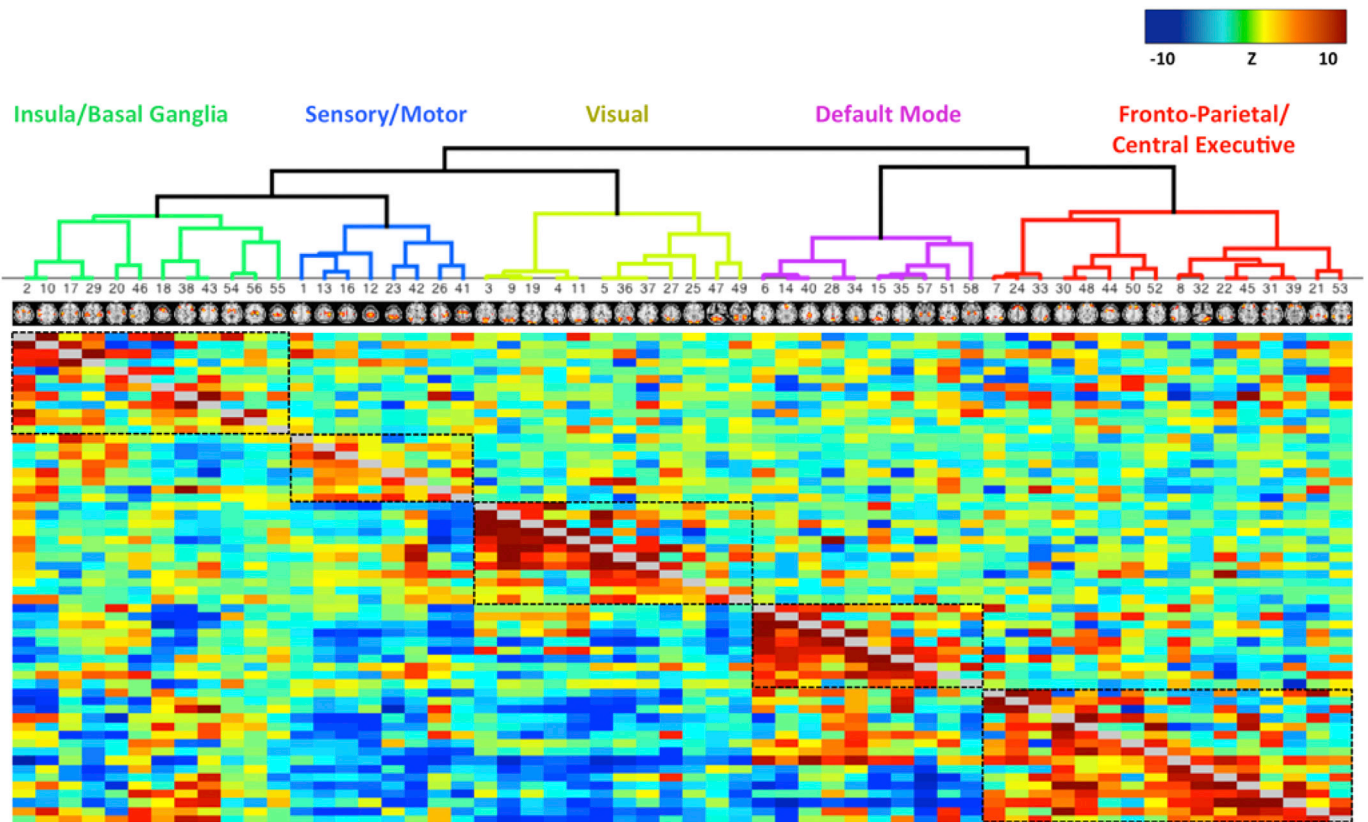 -10 Z 10
Insula/Basal Ganglia Sensory/Motor Visual Default Mode Fronto-Parietal/
Central Executive
2 10 17 29 20 46 18 38 43 54 56 55 1 13 16 12 23 42 26 41 3 9 19 4 11 5 36 37 27 25 47 49 6 14 40 28 34 15 35 57 51 58 7 24 33 30 48 44 50 52 8 32 22 45 31 39 21 53